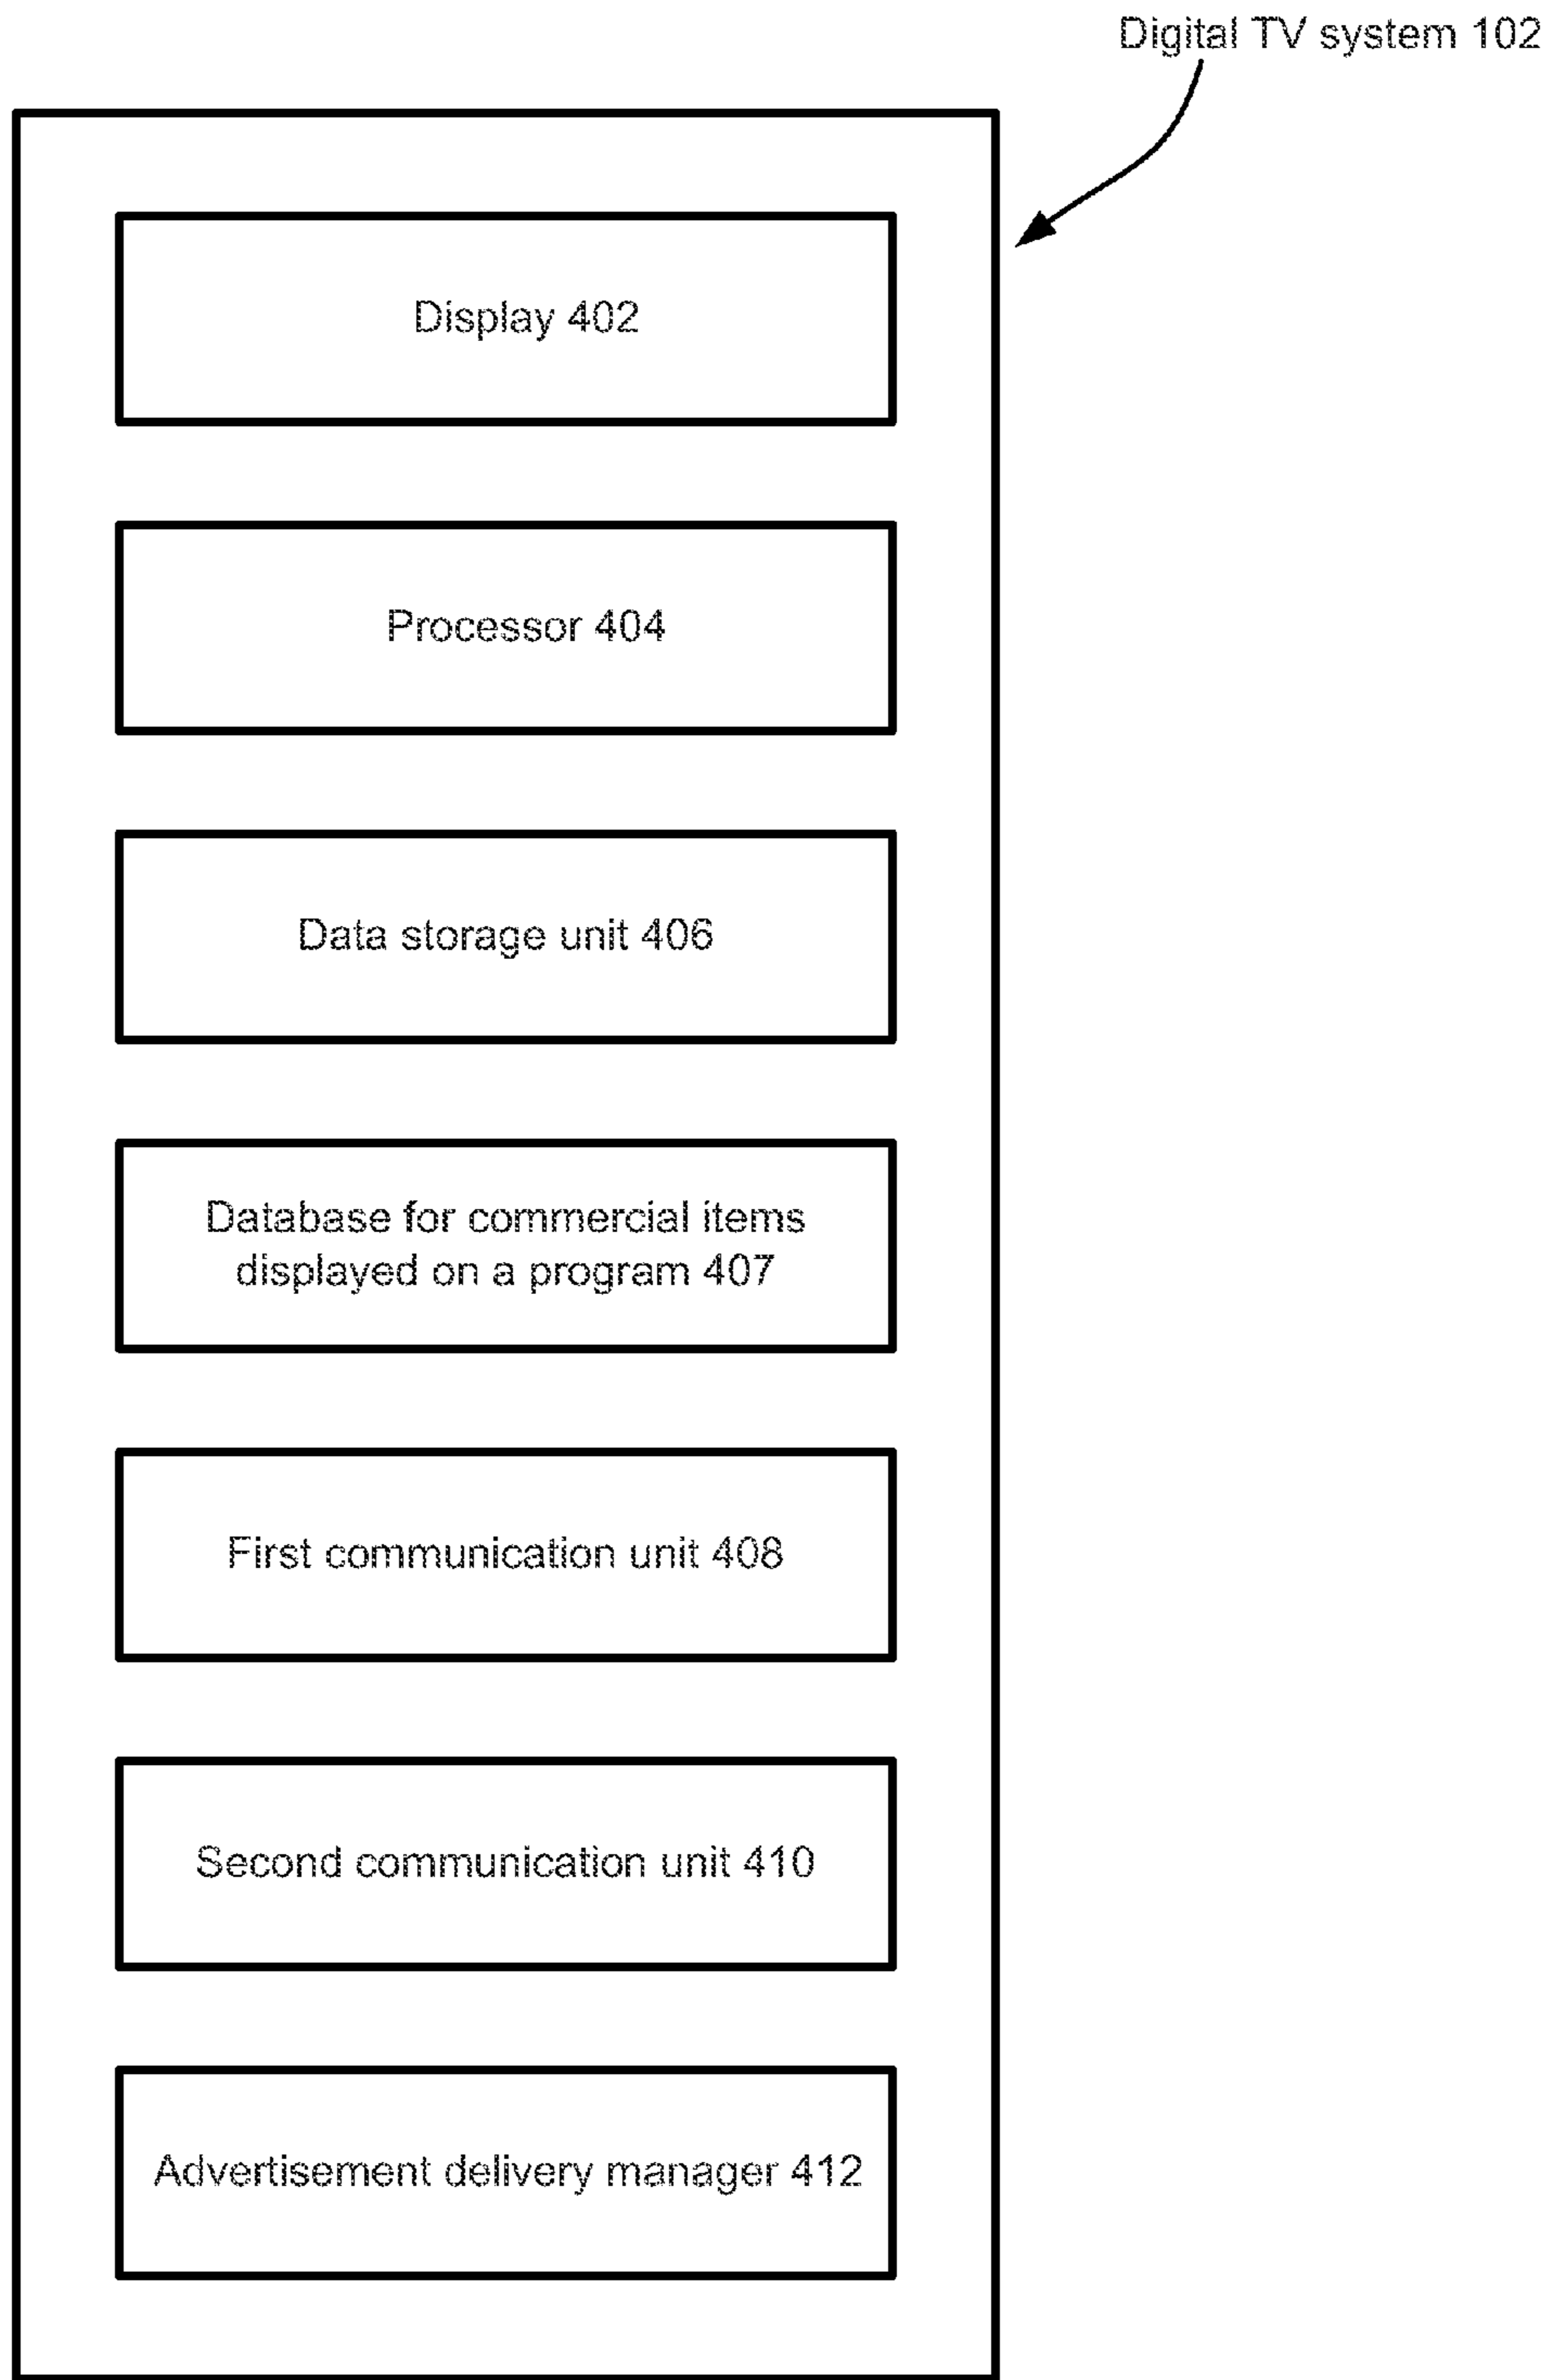 Digital TV system 102
Display 402
Processor 404
Data storage unit 406
Database for commercial items
displayed on a program 407
First communication unit 408
Second communication unit 410
Advertisement delivery manager 412